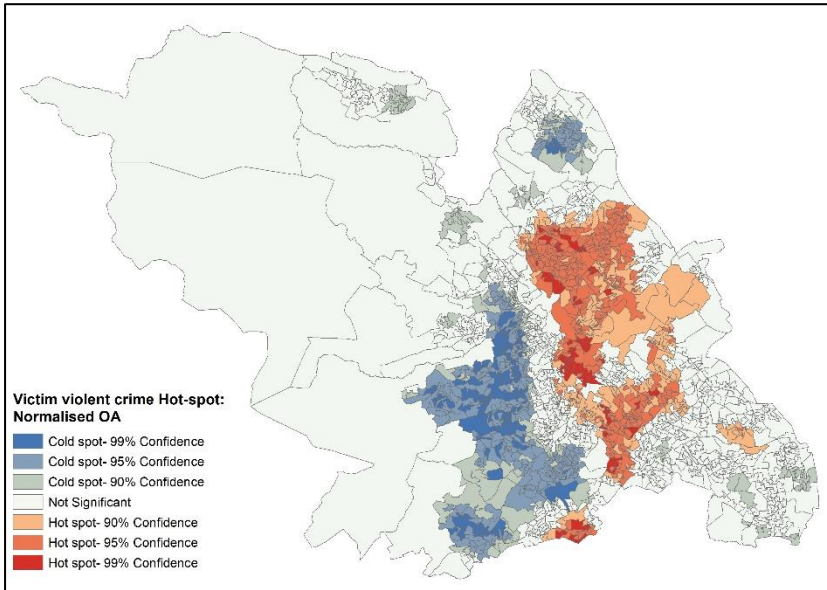 Victim violent crime Hot-spot:
Normalised OA
Cold spot- 99% Confidence
Cold spot- 95% Confidence
Cold spot- 90% Confidence
Not Significant
Hot spot- 90% Confidence
Hot spot- 95% Confidence
Hot spot- 99% Confidence